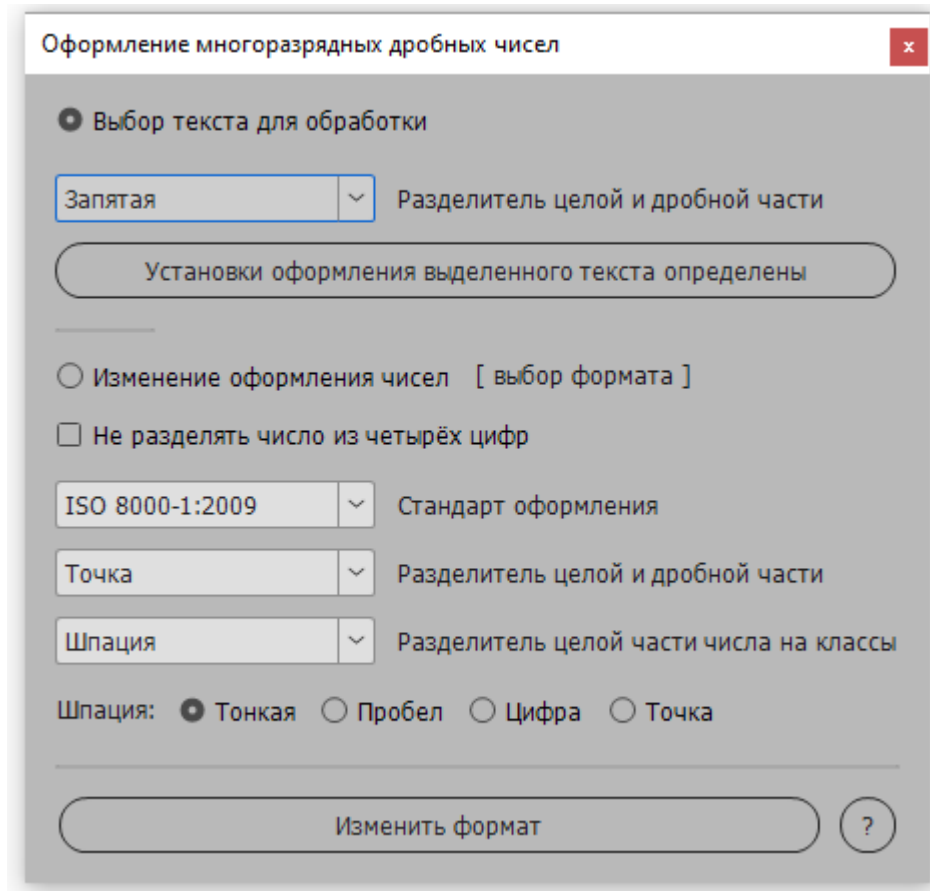 Оформление многоразрядных дробных чисел
x
Выбор текста для обработки
Запятая Разделитель целой и дробной части
Установки оформления выделенного текста определены
Изменение оформления чисел [ выбор формата ]
Не разделять число из четырёх цифр
ISO 8000-1:2009 Стандарт оформления
Точка Разделитель целой и дробной части
Шпация Разделитель целой части числа на классы
Шпация: Тонкая Пробел Цифра Точка
Изменить формат ?